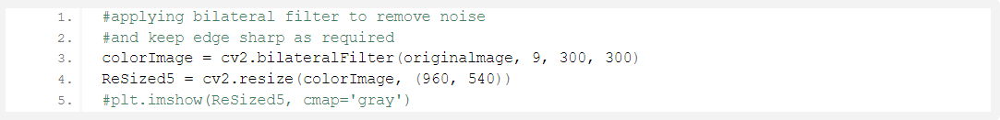 1. #applying bilateral filter to remove noise
2. #and keep edge sharp as required
3. colorImage = cv2.bilateralFilter(originalmage, 9, 300, 300)
4. ReSized5 = cv2.resize(colorImage, (960, 540))
5. #plt.imshow(ReSized5, cmap='gray')